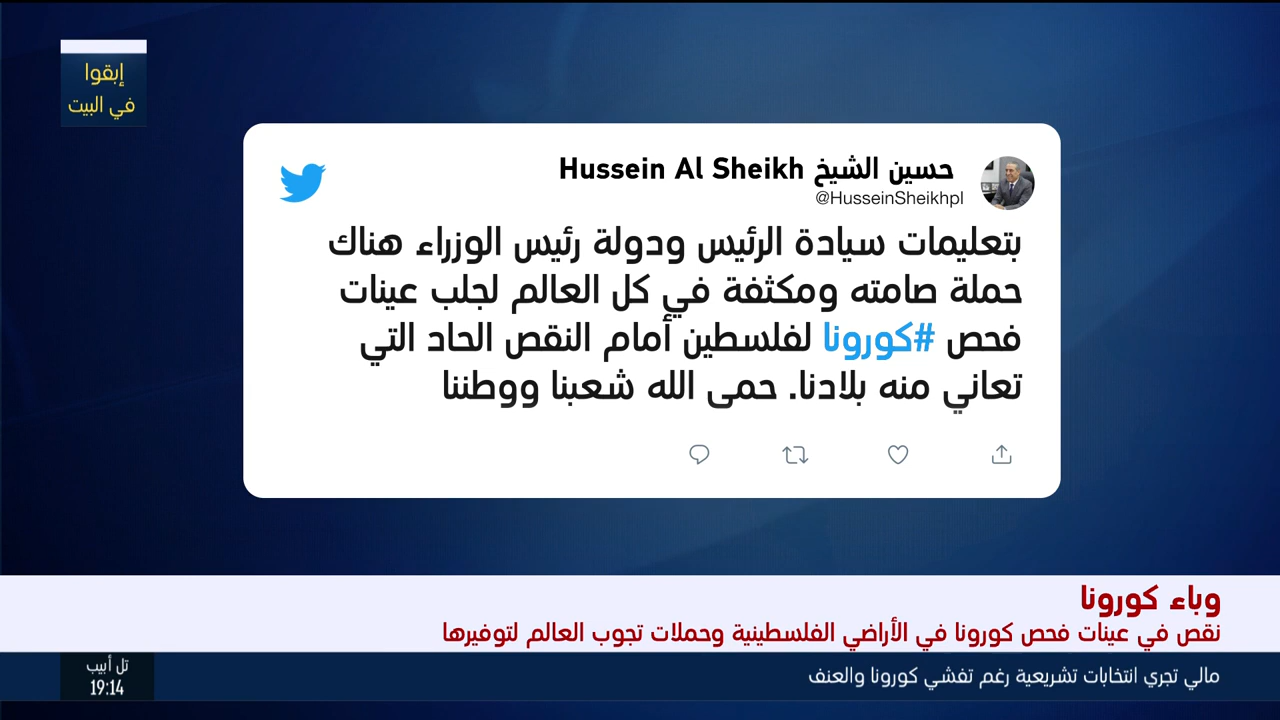 إبقوا
في البيت
حسين الشيخ Hussein Al Sheikh
@HusseinSheikhpl
بتعليمات سيادة الرئيس ودولة رئيس الوزراء هناك
حملة صامته ومكثفة في كل العالم لجلب عينات
فحص #كورونا لفلسطين أمام النقص الحاد التي
تعاني منه بلادنا. حمى الله شعبنا ووطننا
وباء كورونا
نقص في عينات فحص كورونا في الأراضي الفلسطينية وحملات تجوب العالم لتوفيرها
مالي تجري انتخابات تشريعية رغم تفشي كورونا والعنف
تل أبيب
19:14